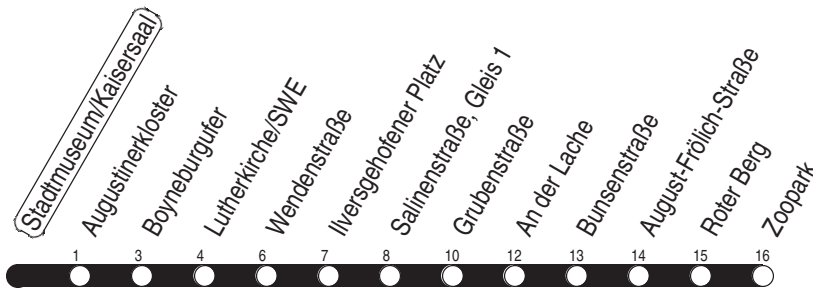 Stadtmuseum/Kaisersaal
Augustinerkloster
Boyneburgufer
Lutherkirche/SWE
Wendenstraße
Ilversgehofener Platz
Salinenstraße, Gleis 1
Grubenstraße
An der Lache
Bunsenstraße
August-Frölich-Straße
Roter Berg
Zoopark
1 3 4 6 7 8 10 12 13 14 15 16